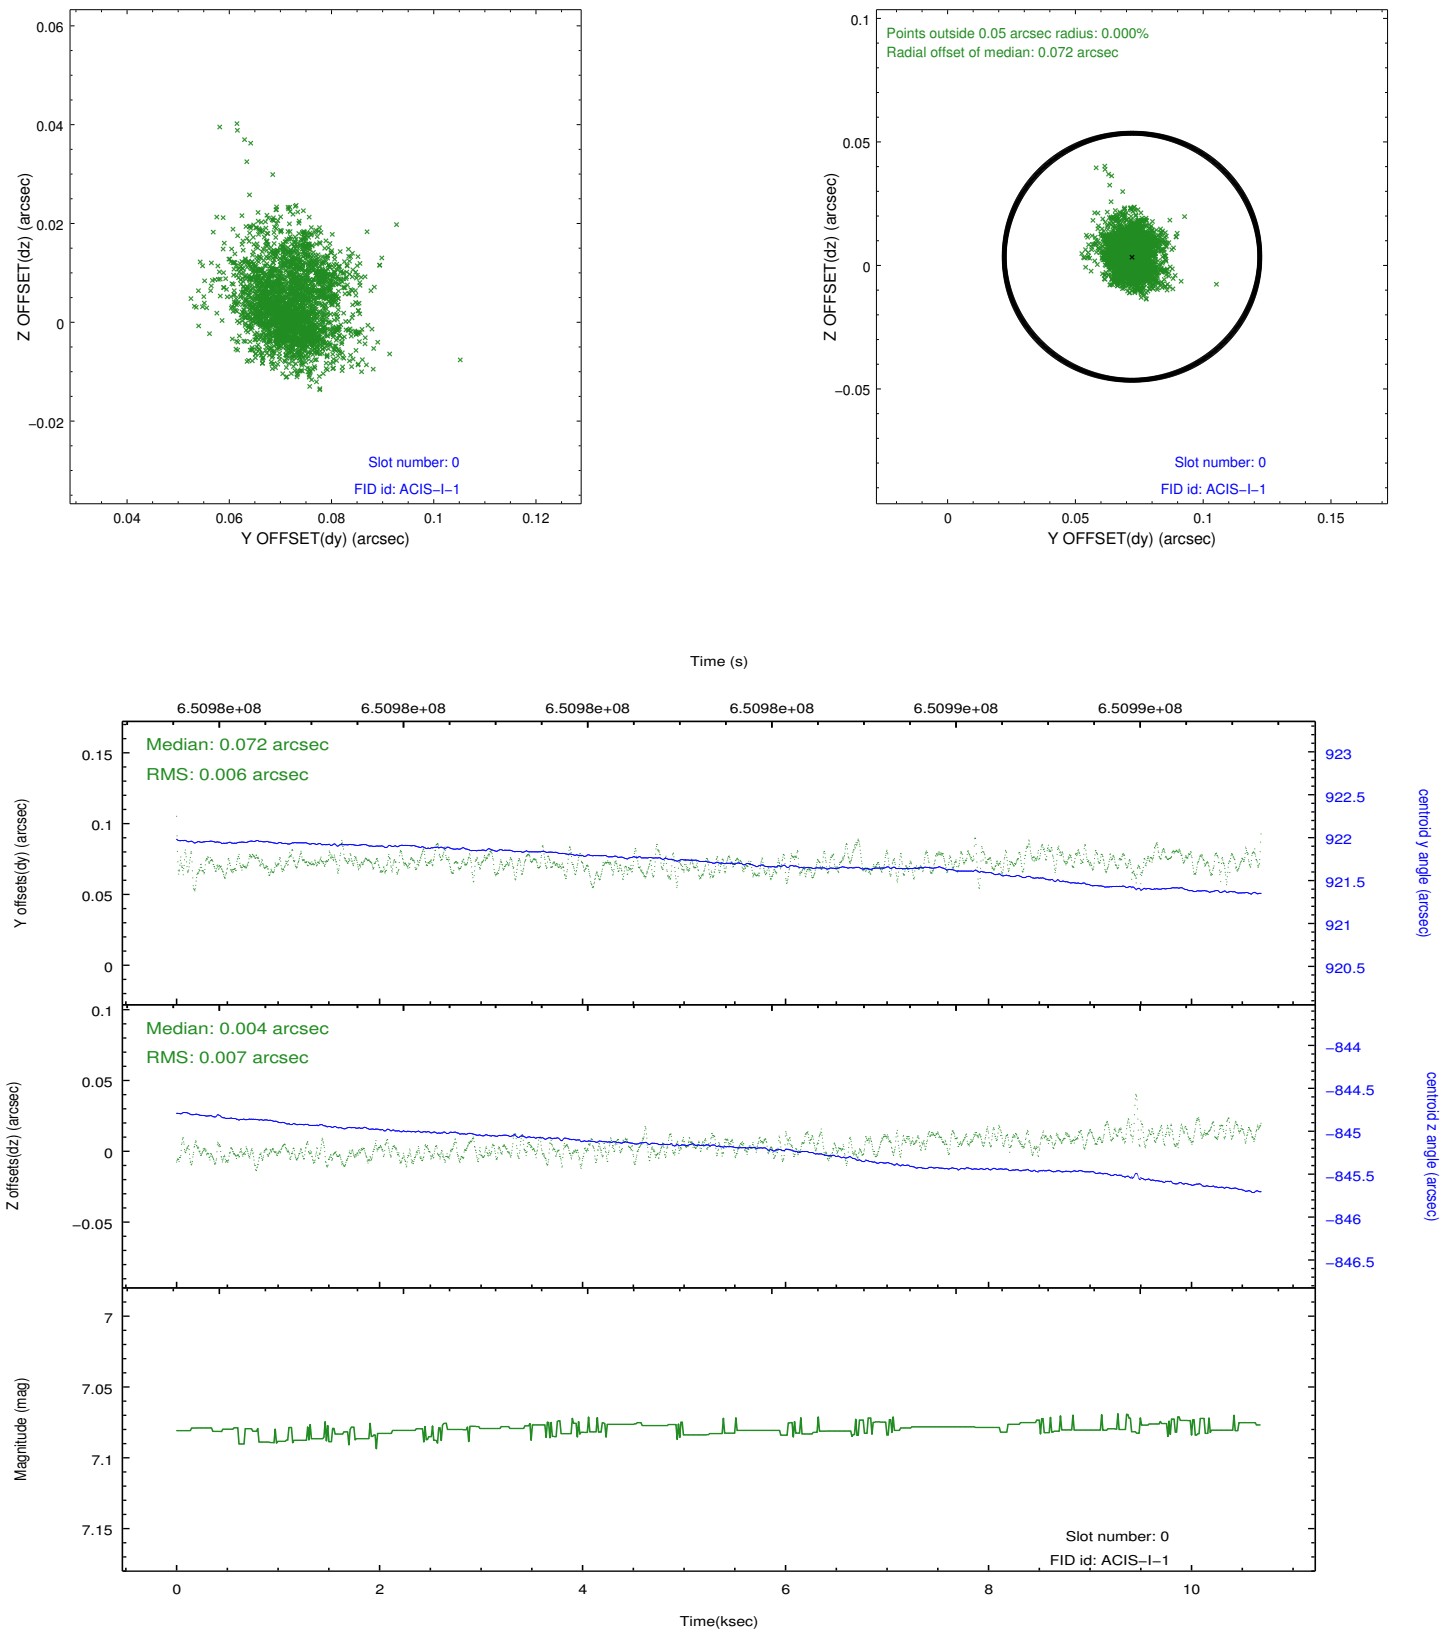 0.06
0.04
0.02
0
−0.02
Z OFFSET(dz) (arcsec)
Slot number: 0
FID id: ACIS−I−1
0.04 0.06 0.08 0.1 0.12
Y OFFSET(dy) (arcsec)
Points outside 0.05 arcsec radius: 0.000%
Radial offset of median: 0.072 arcsec
0.1
0.05
0
−0.05
Z OFFSET(dz) (arcsec)
Slot number: 0
FID id: ACIS−I−1
0 0.05 0.1 0.15
Y OFFSET(dy) (arcsec)
Time (s)
6.5098e+08 6.5098e+08 6.5098e+08 6.5098e+08 6.5099e+08 6.5099e+08
Median: 0.072 arcsec
RMS: 0.006 arcsec
0.15
0.1
0.05
0
Y offsets(dy) (arcsec)
923
922.5
922
921.5
921
920.5
centroid y angle (arcsec)
Median: 0.004 arcsec
RMS: 0.007 arcsec
0.1
0.05
0
−0.05
Z offsets(dz) (arcsec)
−844
−844.5
−845
−845.5
−846
−846.5
centroid z angle (arcsec)
7
7.05
7.1
7.15
Magnitude (mag)
Slot number: 0
FID id: ACIS−I−1
0 2 4 6 8 10
Time(ksec)